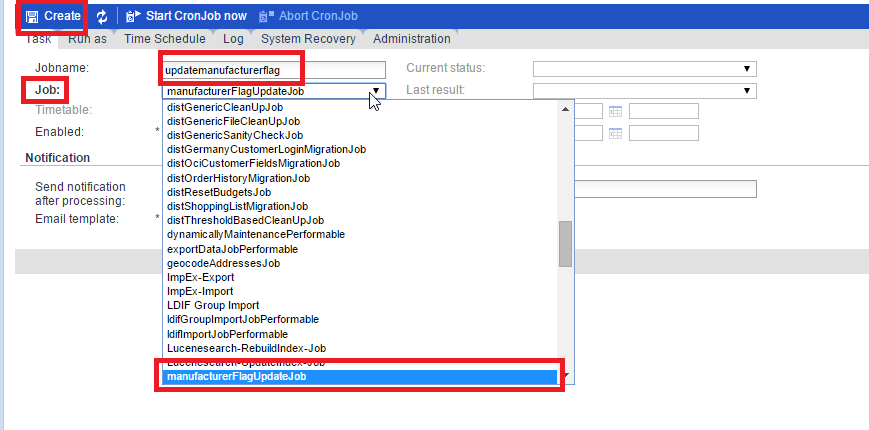 Create Start CronJob now Abort CronJob
Task Run as Time Schedule Log System Recovery Administration
Jobname: updatemanufacturerflag Current status:
Job: manufacturerFlagUpdateJob Last result:
Timetable:
Enabled: *
Notification
Send notification
after processing:
Email template: *
distGenericCleanUpJob
distGenericFileCleanUpJob
distGenericSanityCheckJob
distGermanyCustomerLoginMigrationJob
distOciCustomerFieldsMigrationJob
distOrderHistoryMigrationJob
distResetBudgetsJob
distShoppingListMigrationJob
distThresholdBasedCleanUpJob
dynamicallyMaintenancePerformable
exportDataJobPerformable
geocodeAddressesJob
ImpEx-Export
ImpEx-Import
LDIF Group Import
ldifGroupImportJobPerformable
ldifImportJobPerformable
Lucenesearch-RebuildIndex-Job
Lucenesearch-UpdateIndex-Job
manufacturerFlagUpdateJob